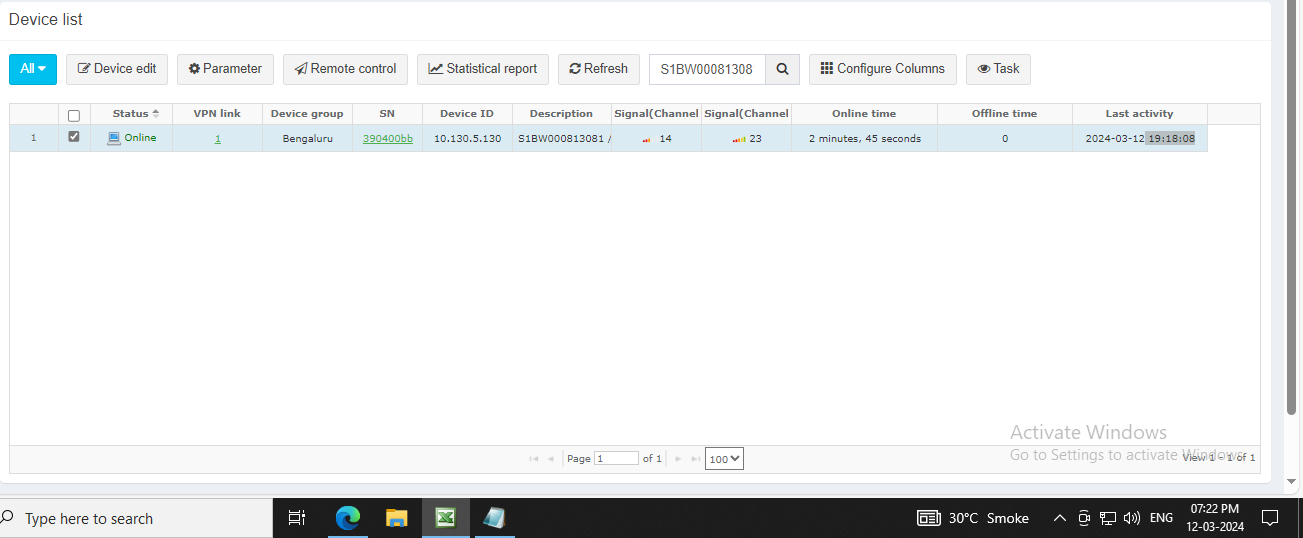 Device list
All Device edit Parameter Remote control Statistical report Refresh S1BW00081308 Configure Columns Task
Status VPN link Device group SN Device ID Description Signal(Channel Signal(Channel Online time Offline time Last activity
1 Online 1 Bengaluru 390400bb 10.130.5.130 S1BW000813081 / 14 23 2 minutes, 45 seconds 0 2024-03-12 19:18:08
Activate Windows
Go to Settings to activate Windows.
Page 1 of 1 100 View 1 - 1 of 1
Type here to search 30°C Smoke ENG 07:22 PM
12-03-2024